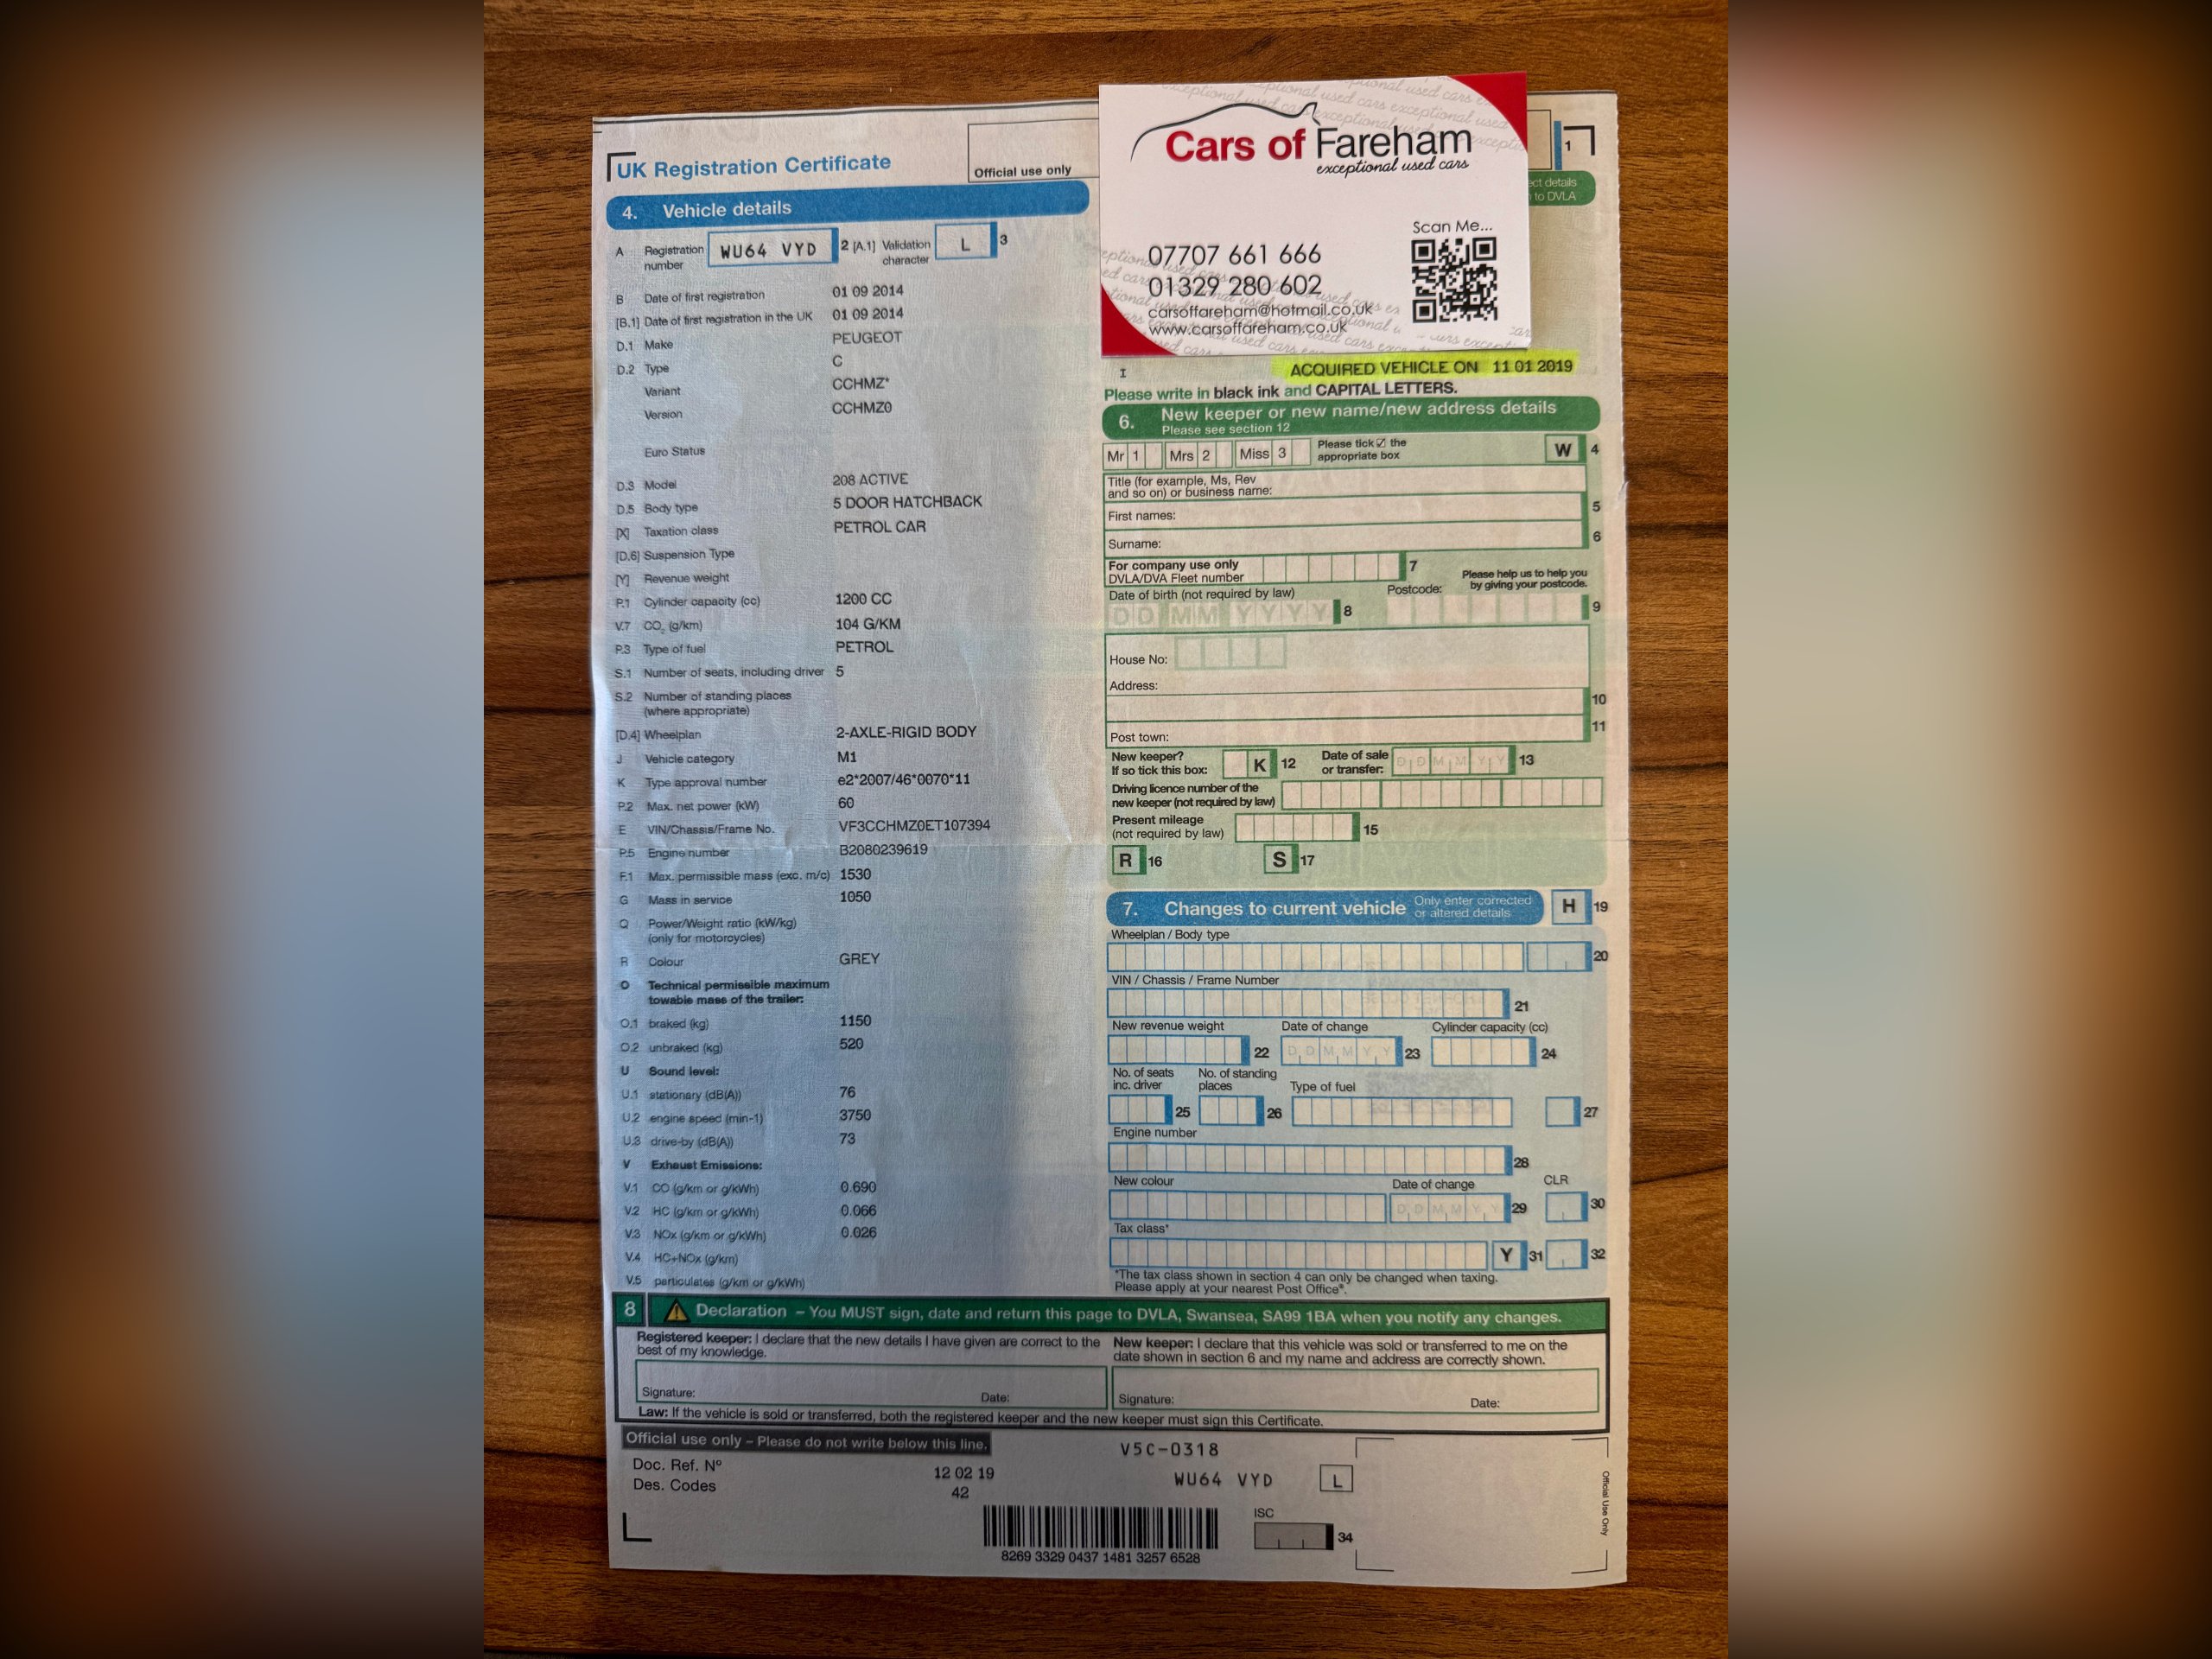 UK Registration Certificate
Official use only
4. Vehicle details
A Registration number WU64 VYD 2 [A.1] Validation character L 3
B Date of first registration 01 09 2014
[B.1] Date of first registration in the UK 01 09 2014
D.1 Make PEUGEOT
D.2 Type C
Variant CCHMZ*
Version CCHMZ0
Euro Status
D.3 Model 208 ACTIVE
D.5 Body type 5 DOOR HATCHBACK
[X] Taxation class PETROL CAR
[D.6] Suspension Type
[Y] Revenue weight
P.1 Cylinder capacity (cc) 1200 CC
V.7 CO2 (g/km) 104 G/KM
P.3 Type of fuel PETROL
S.1 Number of seats, including driver 5
S.2 Number of standing places
(where appropriate)
[D.4] Wheelplan 2-AXLE-RIGID BODY
J Vehicle category M1
K Type approval number e2*2007/46*0070*11
P.2 Max. net power (kW) 60
E VIN/Chassis/Frame No. VF3CCHMZ0ET107394
P.5 Engine number B2080239619
F.1 Max. permissible mass (exc. m/c) 1530
G Mass in service 1050
Q Power/Weight ratio (kW/kg)
(only for motorcycles)
R Colour GREY
O Technical permissible maximum
towable mass of the trailer:
O.1 braked (kg) 1150
O.2 unbraked (kg) 520
U Sound level:
U.1 stationary (dB(A)) 76
U.2 engine speed (min-1) 3750
U.3 drive-by (dB(A)) 73
V Exhaust Emissions:
V.1 CO (g/km or g/kWh) 0.690
V.2 HC (g/km or g/kWh) 0.066
V.3 NOx (g/km or g/kWh) 0.026
V.4 HC+NOx (g/km)
V.5 particulates (g/km or g/kWh)
Cars of Fareham
exceptional used cars
Scan Me...
07707 661 666
01329 280 602
carsoffareham@hotmail.co.uk
www.carsoffareham.co.uk
1
details
to DVLA
I
ACQUIRED VEHICLE ON 11 01 2019
Please write in black ink and CAPITAL LETTERS.
6. New keeper or new name/new address details
Please see section 12
Mr 1 Mrs 2 Miss 3 Please tick ☑ the appropriate box W 4
Title (for example, Ms, Rev
and so on) or business name:
First names: 5
Surname: 6
For company use only
DVLA/DVA Fleet number 7
Please help us to help you
by giving your postcode.
Date of birth (not required by law) Postcode:
D D M M Y Y Y Y 8 9
House No:
Address:
10
11
Post town:
New keeper?
If so tick this box: K 12 Date of sale or transfer: D D M M Y Y 13
Driving licence number of the
new keeper (not required by law)
Present mileage
(not required by law) 15
R 16 S 17
7. Changes to current vehicle Only enter corrected or altered details H 19
Wheelplan / Body type
20
VIN / Chassis / Frame Number
21
New revenue weight Date of change Cylinder capacity (cc)
22 D D M M Y Y 23 24
No. of seats inc. driver No. of standing places Type of fuel
25 26 27
Engine number
28
New colour Date of change CLR
D D M M Y Y 29 30
Tax class*
Y 31 32
*The tax class shown in section 4 can only be changed when taxing.
Please apply at your nearest Post Office®.
8 Declaration – You MUST sign, date and return this page to DVLA, Swansea, SA99 1BA when you notify any changes.
Registered keeper: I declare that the new details I have given are correct to the
best of my knowledge.
Signature: Date:
New keeper: I declare that this vehicle was sold or transferred to me on the
date shown in section 6 and my name and address are correctly shown.
Signature: Date:
Law: If the vehicle is sold or transferred, both the registered keeper and the new keeper must sign this Certificate.
Official use only – Please do not write below this line.
V5C-0318
Doc. Ref. Nº 12 02 19
WU64 VYD L
Des. Codes 42
ISC
34
8269 3329 0437 1481 3257 6528
Official Use Only